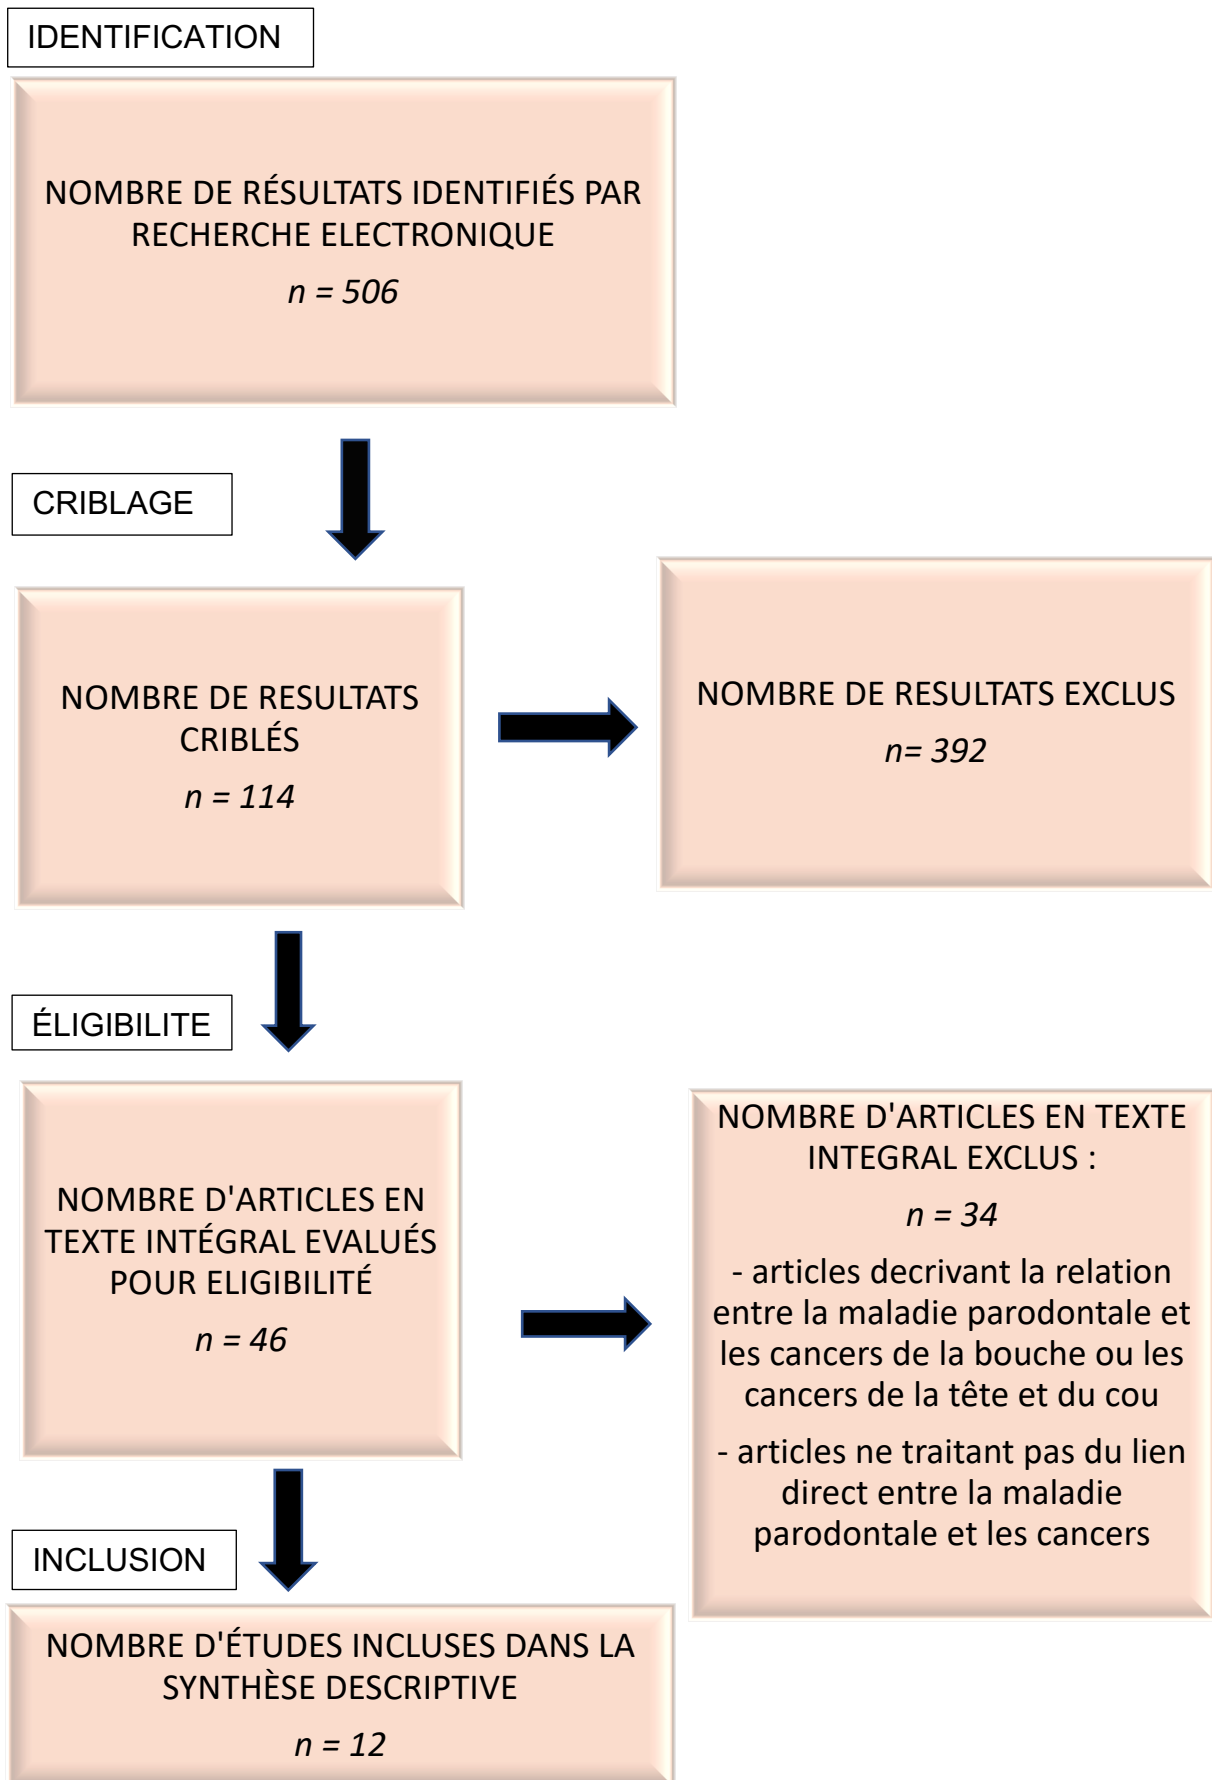 IDENTIFICATION
NOMBRE DE RÉSULTATS IDENTIFIÉS PAR
RECHERCHE ELECTRONIQUE
n = 506
CRIBLAGE
NOMBRE DE RESULTATS
CRIBLÉS
n = 114
NOMBRE DE RESULTATS EXCLUS
n= 392
ÉLIGIBILITE
NOMBRE D'ARTICLES EN
TEXTE INTÉGRAL EVALUÉS
POUR ELIGIBILITÉ
n = 46
NOMBRE D'ARTICLES EN TEXTE
INTEGRAL EXCLUS :
n = 34
- articles decrivant la relation
entre la maladie parodontale et
les cancers de la bouche ou les
cancers de la tête et du cou
- articles ne traitant pas du lien
direct entre la maladie
parodontale et les cancers
INCLUSION
NOMBRE D'ÉTUDES INCLUSES DANS LA
SYNTHÈSE DESCRIPTIVE
n = 12